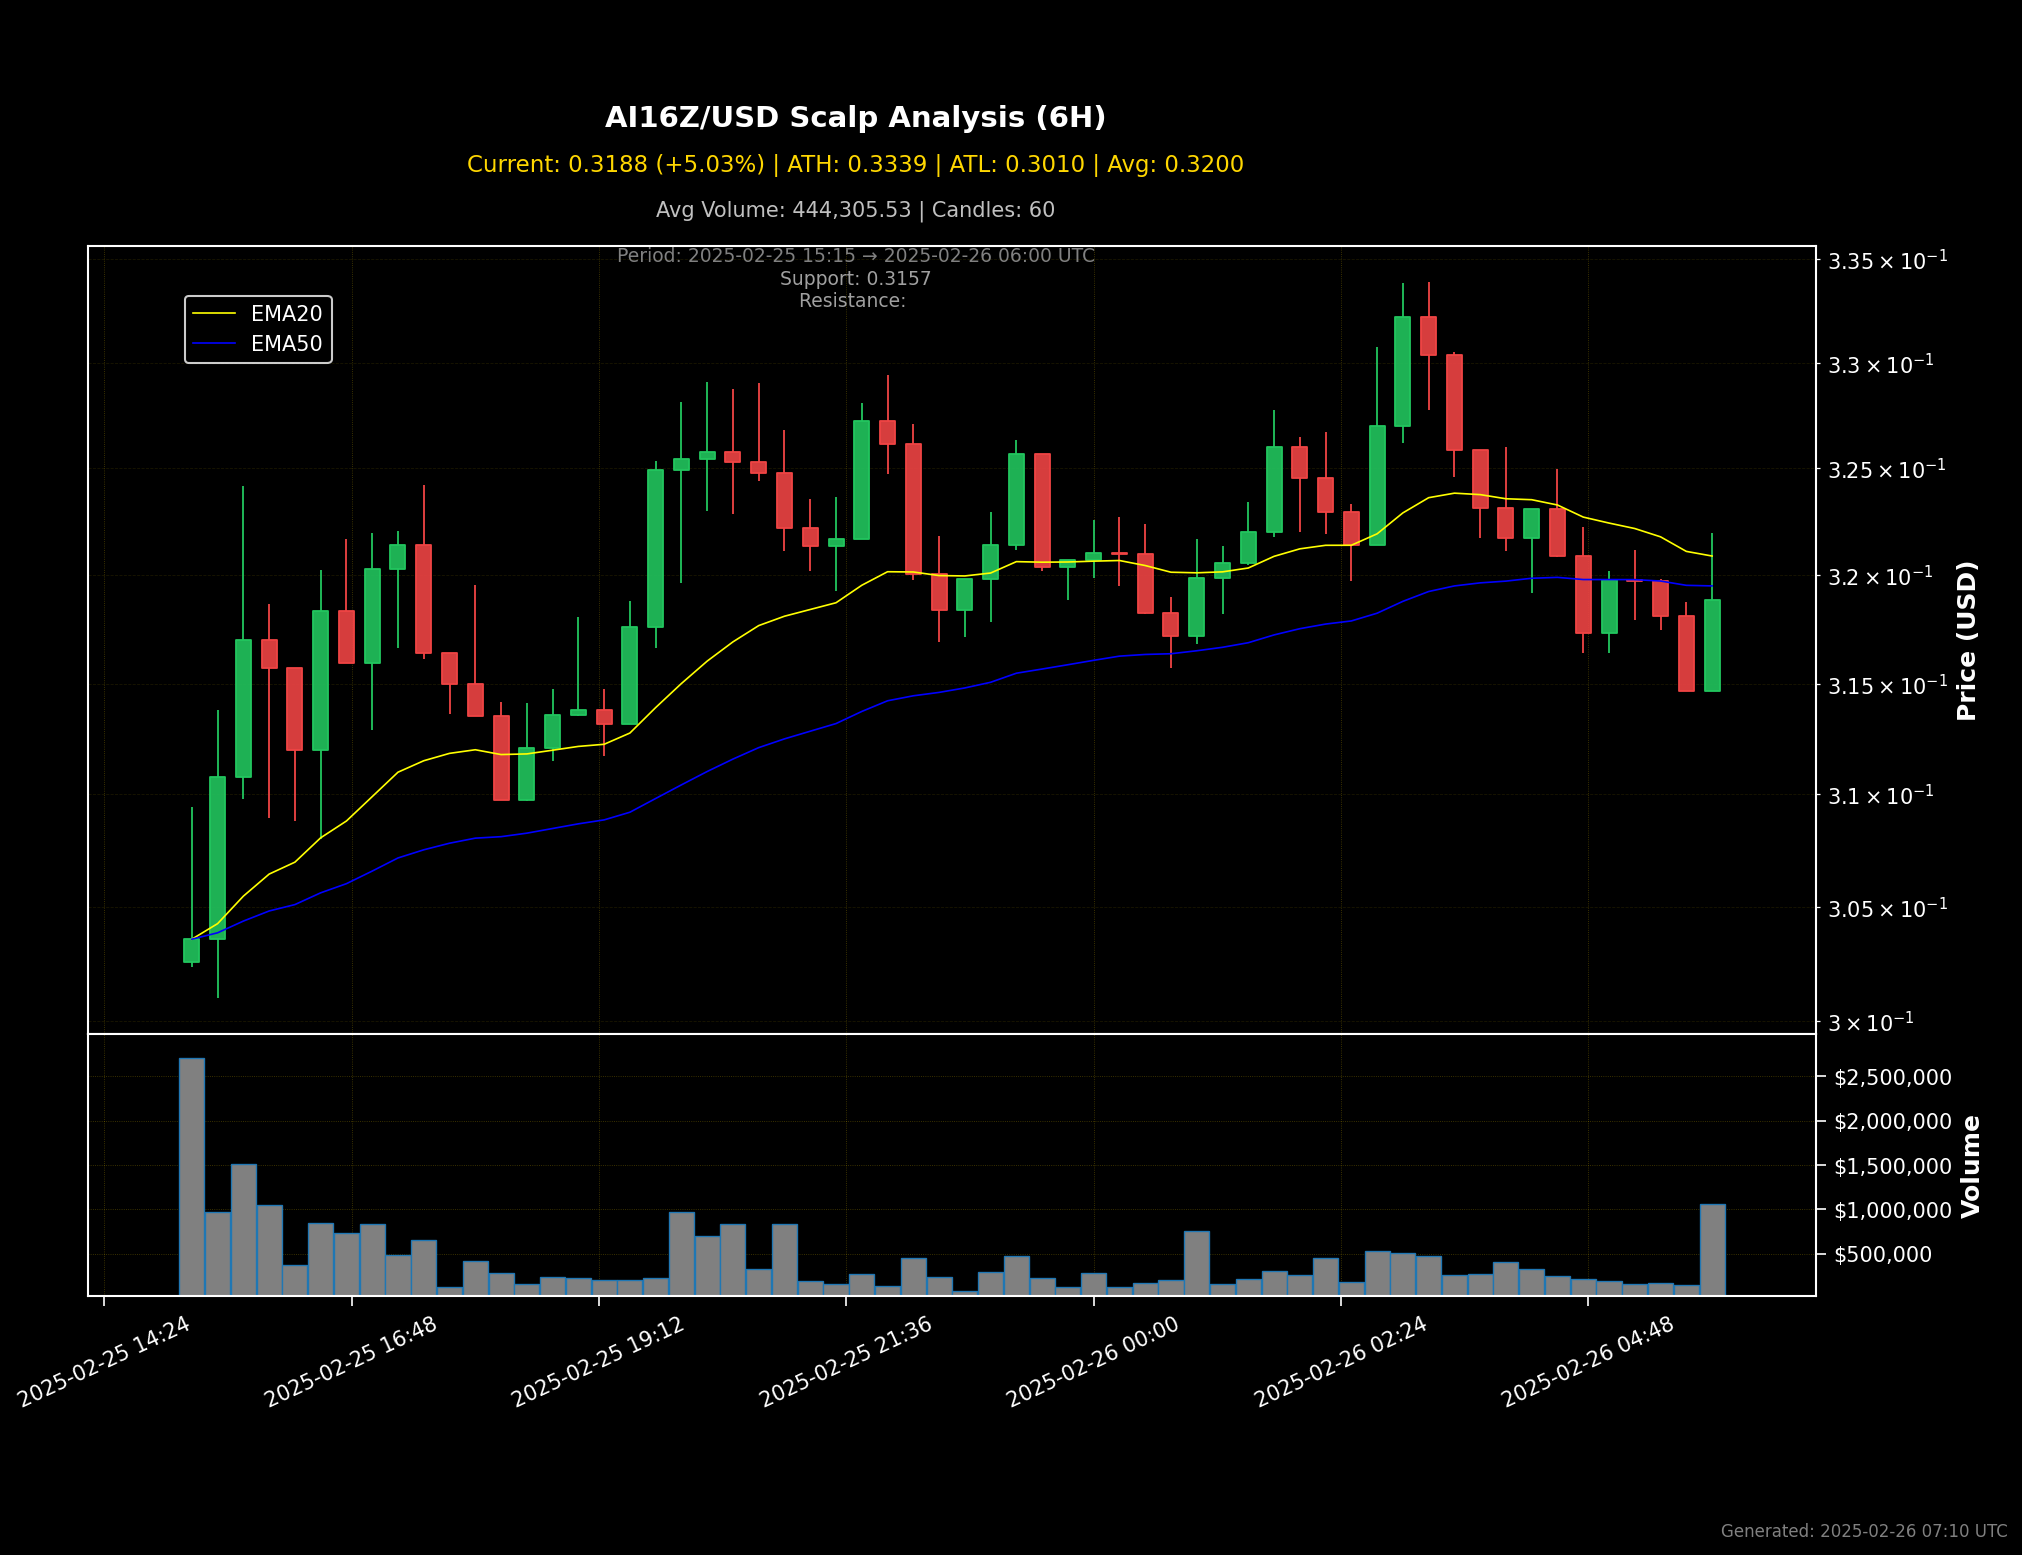 AI16Z/USD Scalp Analysis (6H)
Current: 0.3188 (+5.03%) | ATH: 0.3339 | ATL: 0.3010 | Avg: 0.3200
Avg Volume: 444,305.53 | Candles: 60
Period: 2025-02-25 15:15 → 2025-02-26 06:00 UTC
Support: 0.3157
Resistance:
EMA20
EMA50
3.35 × 10⁻¹
3.3 × 10⁻¹
3.25 × 10⁻¹
3.2 × 10⁻¹
3.15 × 10⁻¹
3.1 × 10⁻¹
3.05 × 10⁻¹
3 × 10⁻¹
Price (USD)
$2,500,000
$2,000,000
$1,500,000
$1,000,000
$500,000
Volume
2025-02-25 14:24
2025-02-25 16:48
2025-02-25 19:12
2025-02-25 21:36
2025-02-26 00:00
2025-02-26 02:24
2025-02-26 04:48
Generated: 2025-02-26 07:10 UTC